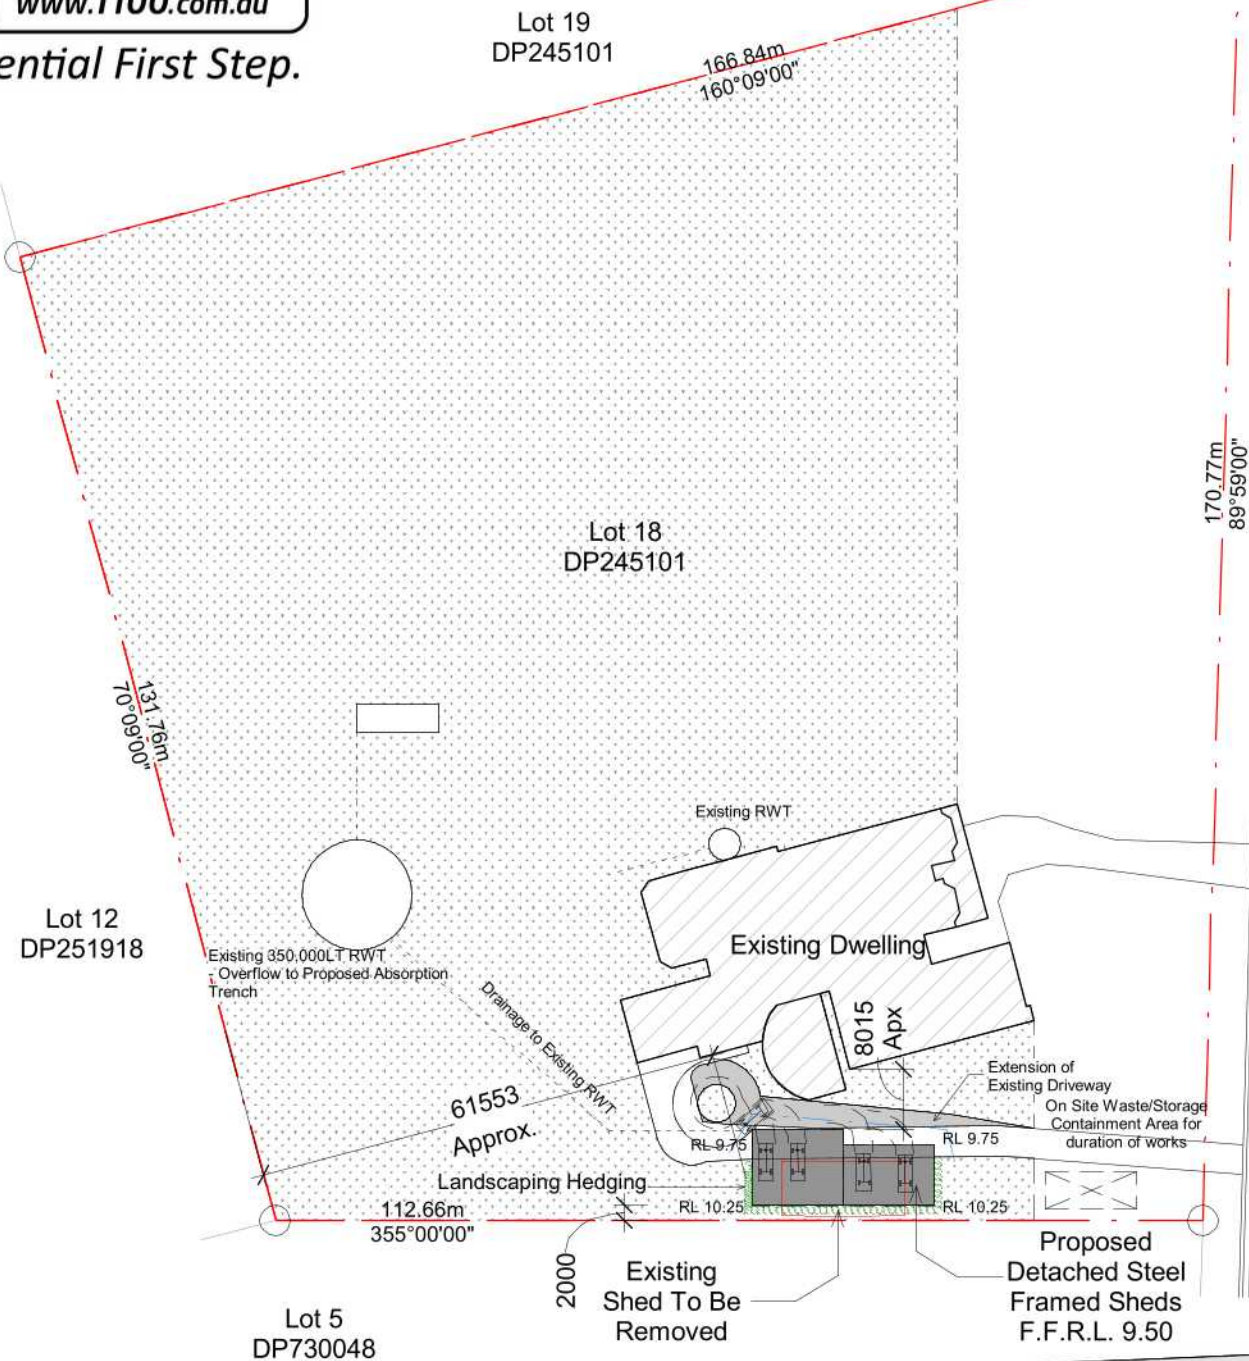 www.1100.com.au
ential First Step.
Lot 19
DP245101
166.84m
160°09'00"
170.77m
89°59'00"
Lot 18
DP245101
131.76m
70°09'00"
Existing RWT
Lot 12
DP251918
Existing 350,000LT RWT
- Overflow to Proposed Absorption
Trench
Existing Dwelling
Drainage to Existing RWT
8015
Apx
61553
Approx.
Extension of
Existing Driveway
On Site Waste/Storage
Containment Area for
duration of works
RL 9.75
RL 9.75
Landscaping Hedging
RL 10.25
RL 10.25
112.66m
355°00'00"
2000
Existing
Shed To Be
Removed
Proposed
Detached Steel
Framed Sheds
F.F.R.L. 9.50
Lot 5
DP730048